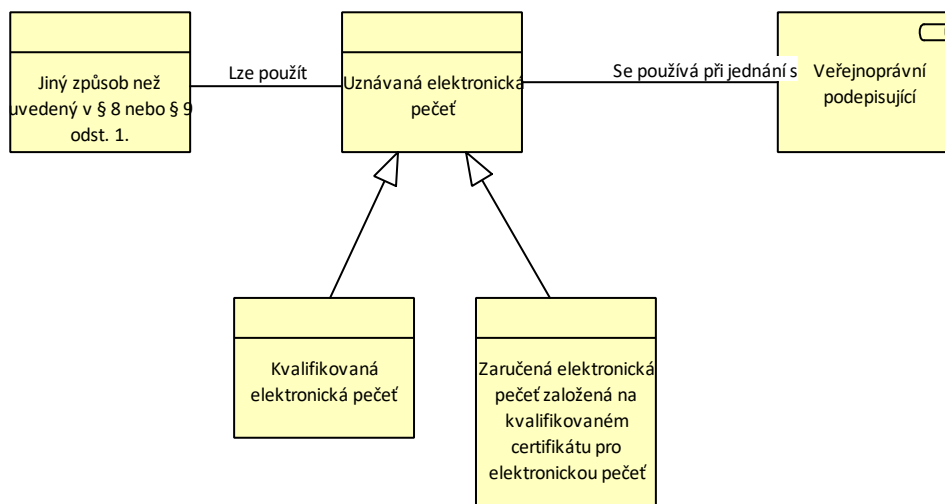 Jiný způsob než
uvedený v § 8 nebo § 9
odst. 1.
Lze použít
Uznávaná elektronická
pečeť
Se používá při jednání s
Veřejnoprávní
podepisující
Kvalifikovaná
elektronická pečeť
Zaručená elektronická
pečeť založená na
kvalifikovaném
certifikátu pro
elektronickou pečeť